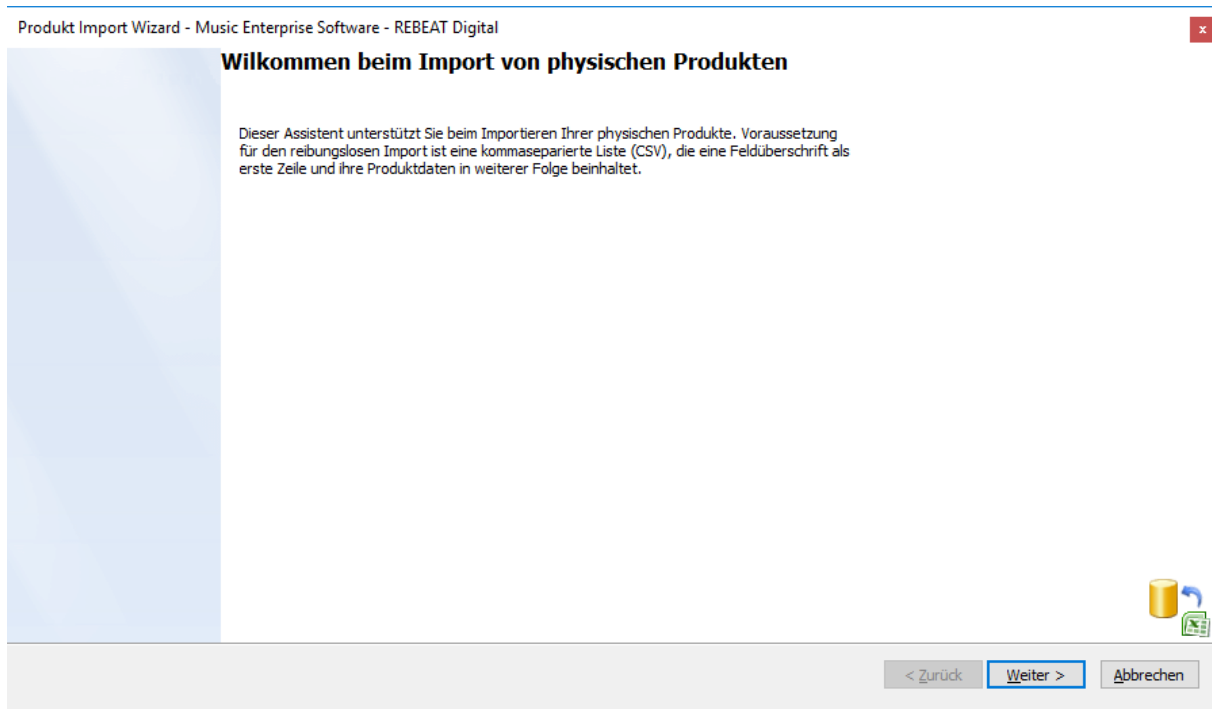 Produkt Import Wizard - Music Enterprise Software - REBEAT Digital
x
Wilkommen beim Import von physischen Produkten
Dieser Assistent unterstützt Sie beim Importieren Ihrer physischen Produkte. Voraussetzung
für den reibungslosen Import ist eine kommaseparierte Liste (CSV), die eine Feldüberschrift als
erste Zeile und ihre Produktdaten in weiterer Folge beinhaltet.
< Zurück Weiter > Abbrechen